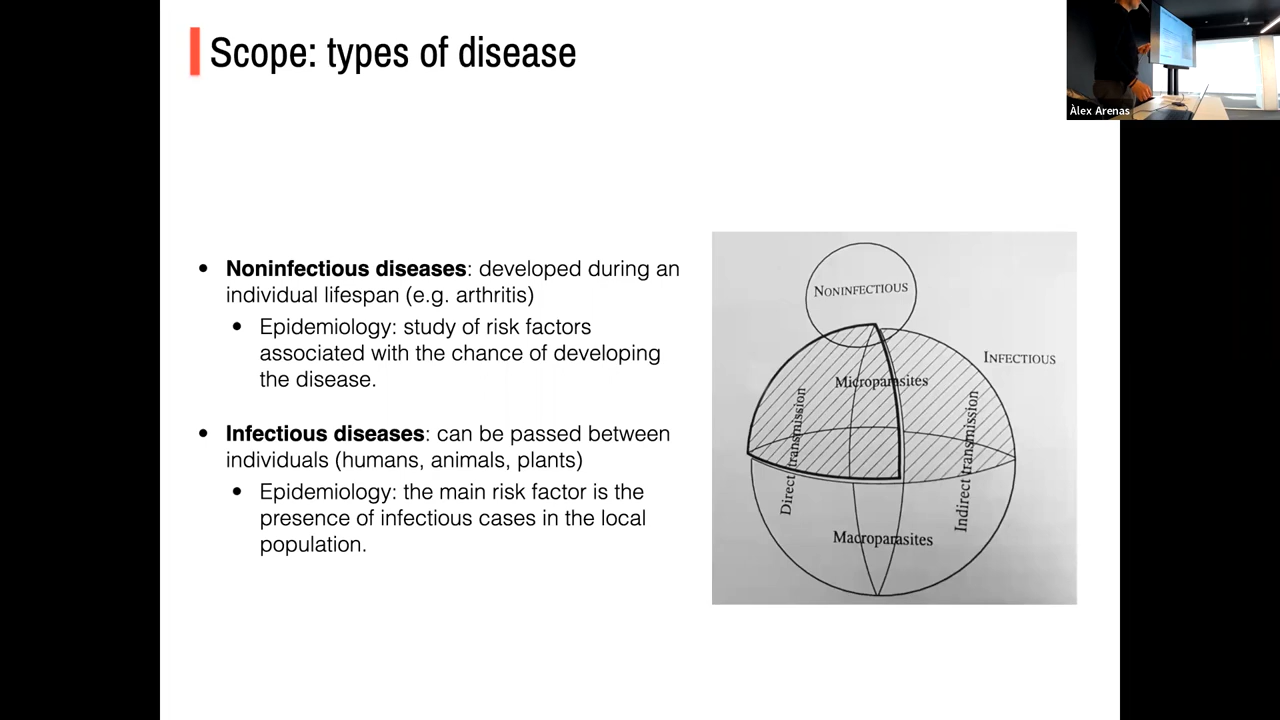 Scope: types of disease
Àlex Arenas
• Noninfectious diseases: developed during an
individual lifespan (e.g. arthritis)
• Epidemiology: study of risk factors
associated with the chance of developing
the disease.
• Infectious diseases: can be passed between
individuals (humans, animals, plants)
• Epidemiology: the main risk factor is the
presence of infectious cases in the local
population.
NONINFECTIOUS
INFECTIOUS
Microparasites
Direct transmission
Indirect transmission
Macroparasites